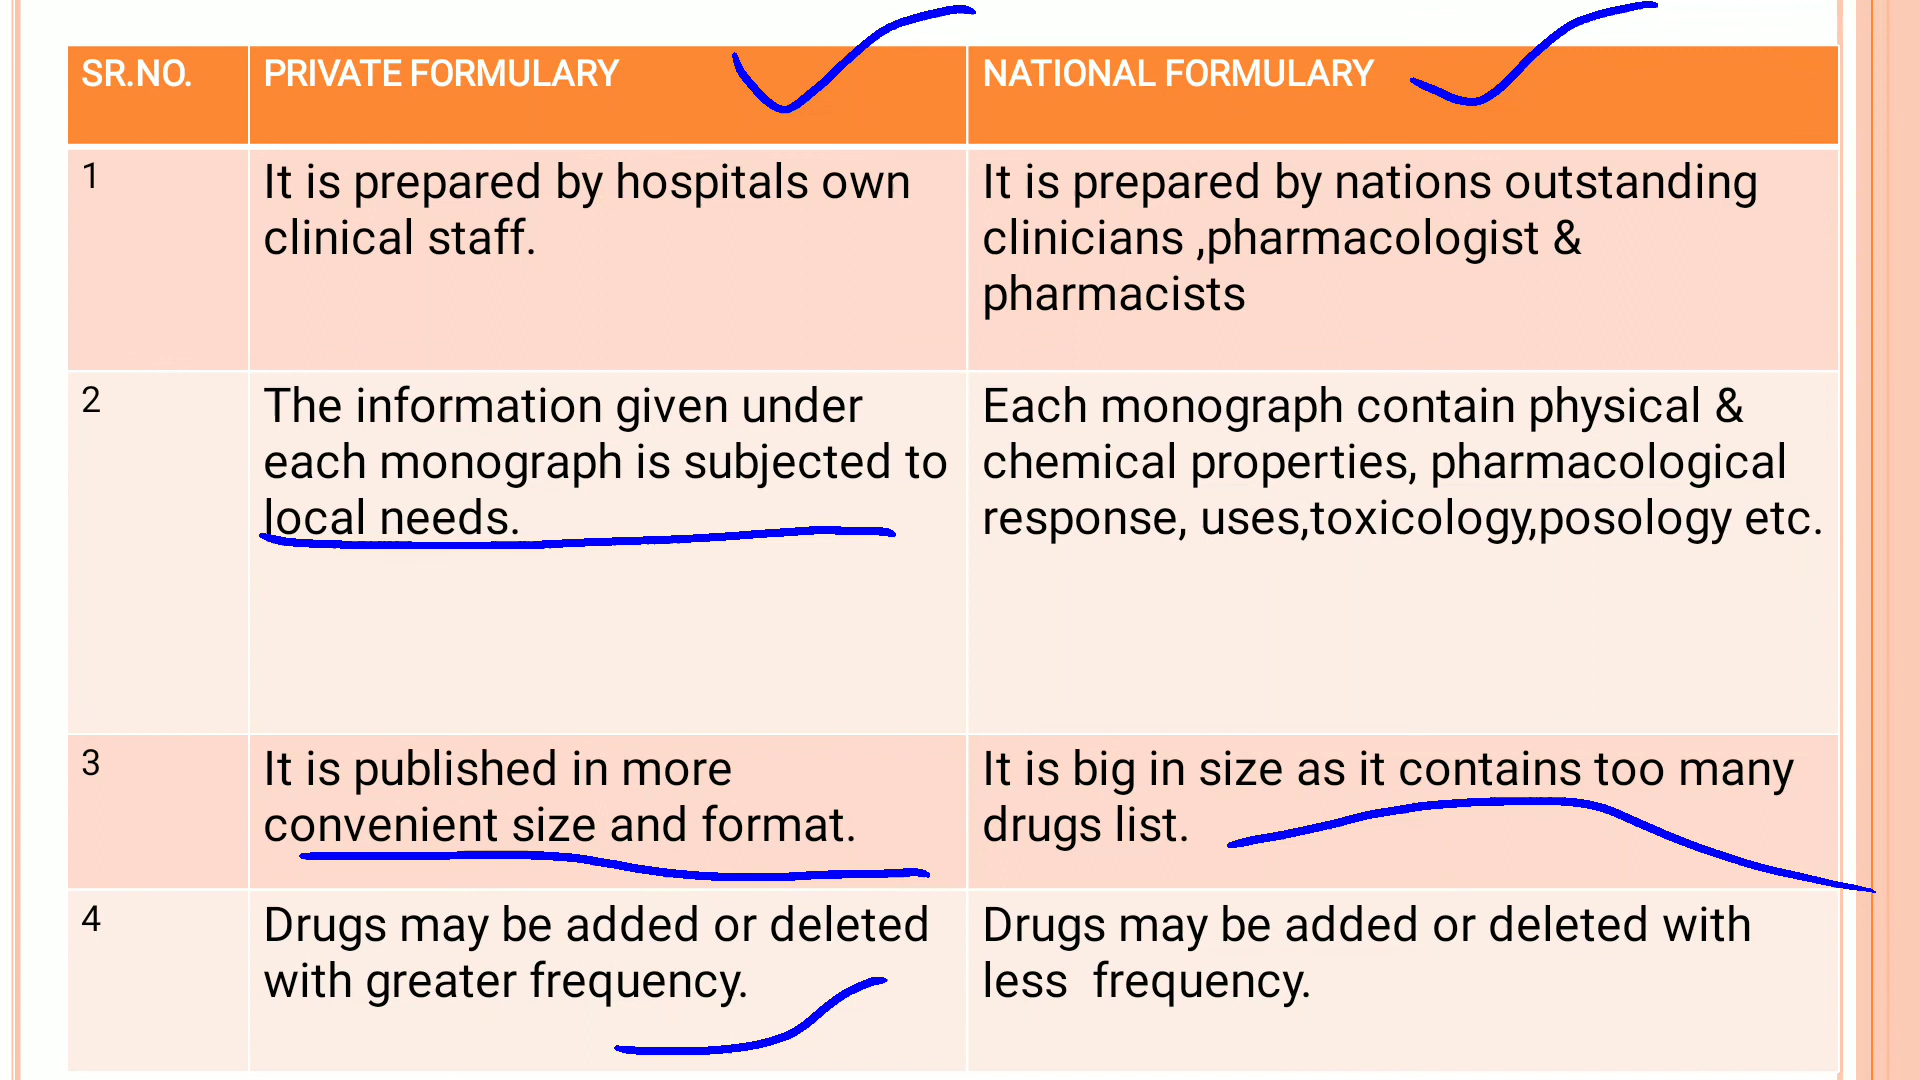 SR.NO. PRIVATE FORMULARY NATIONAL FORMULARY
1 It is prepared by hospitals own
clinical staff.
It is prepared by nations outstanding
clinicians ,pharmacologist &
pharmacists
2 The information given under
each monograph is subjected to
local needs.
Each monograph contain physical &
chemical properties, pharmacological
response, uses,toxicology,posology etc.
3 It is published in more
convenient size and format.
It is big in size as it contains too many
drugs list.
4 Drugs may be added or deleted
with greater frequency.
Drugs may be added or deleted with
less  frequency.